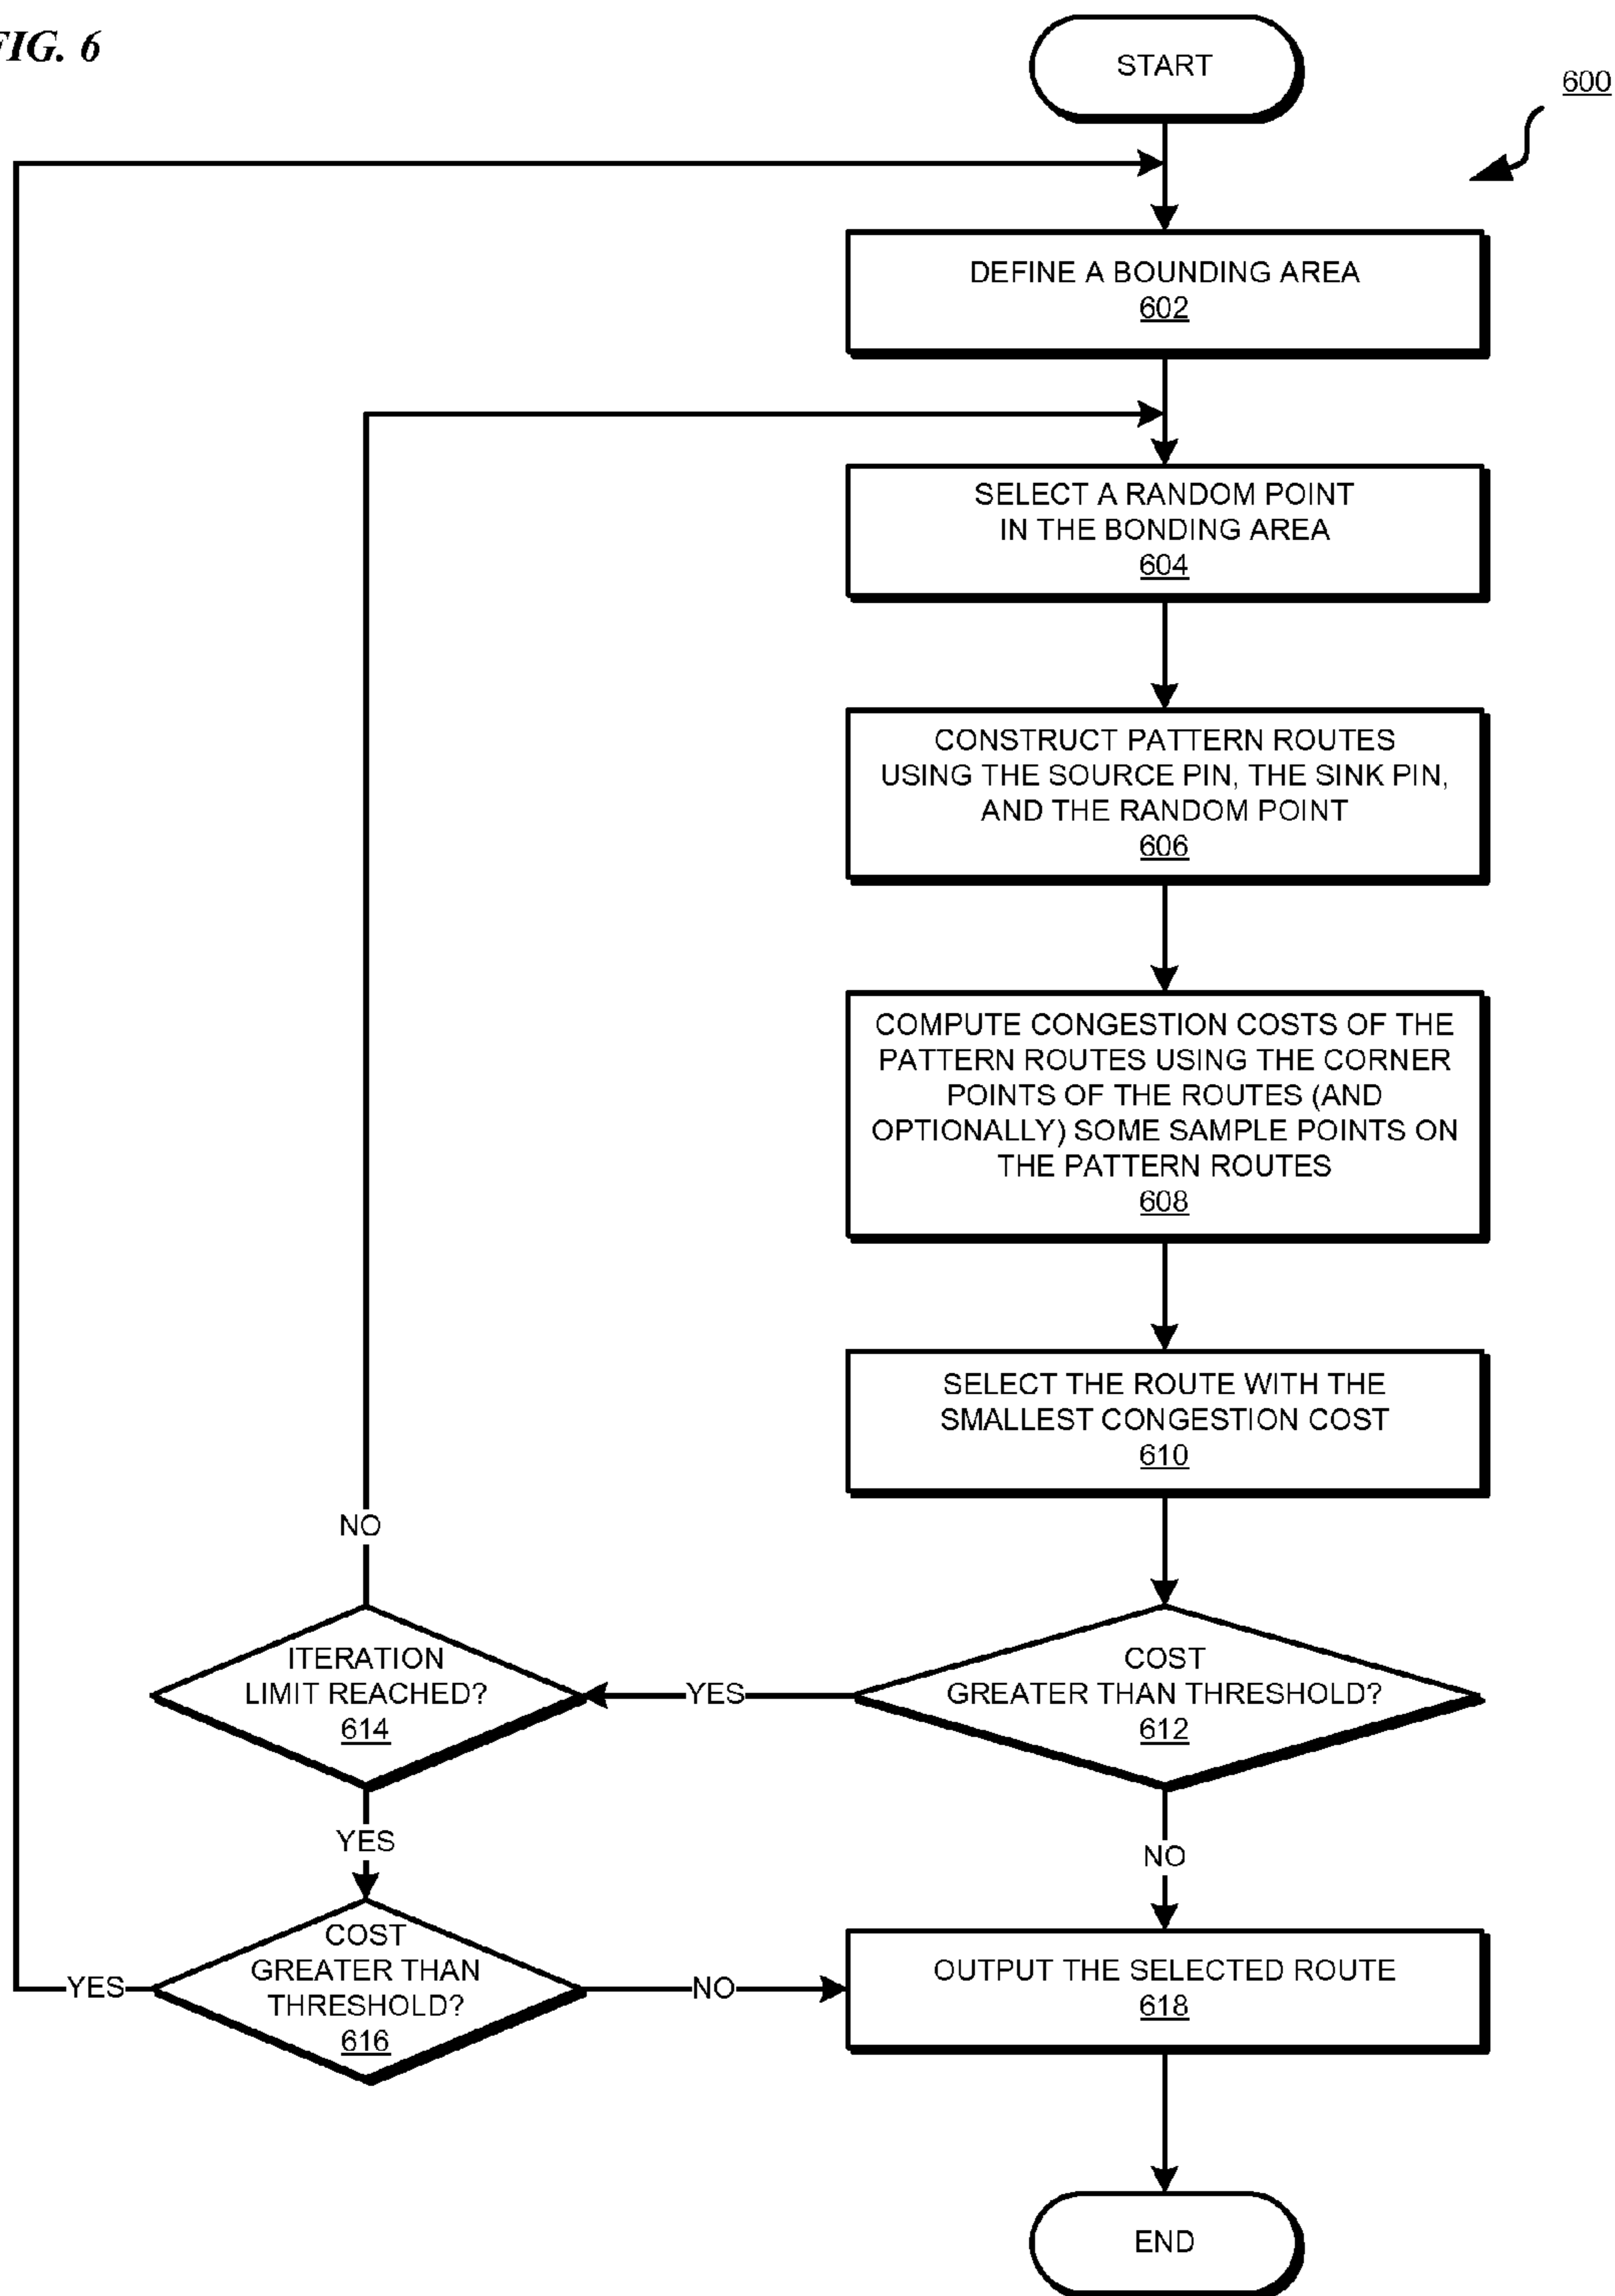 FIG. 6
START
600
DEFINE A BOUNDING AREA
602
SELECT A RANDOM POINT
IN THE BONDING AREA
604
CONSTRUCT PATTERN ROUTES
USING THE SOURCE PIN, THE SINK PIN,
AND THE RANDOM POINT
606
COMPUTE CONGESTION COSTS OF THE
PATTERN ROUTES USING THE CORNER
POINTS OF THE ROUTES (AND
OPTIONALLY) SOME SAMPLE POINTS ON
THE PATTERN ROUTES
608
SELECT THE ROUTE WITH THE
SMALLEST CONGESTION COST
610
NO
ITERATION
LIMIT REACHED?
614
YES
COST
GREATER THAN THRESHOLD?
612
YES
NO
COST
GREATER THAN
THRESHOLD?
616
YES
NO
OUTPUT THE SELECTED ROUTE
618
END